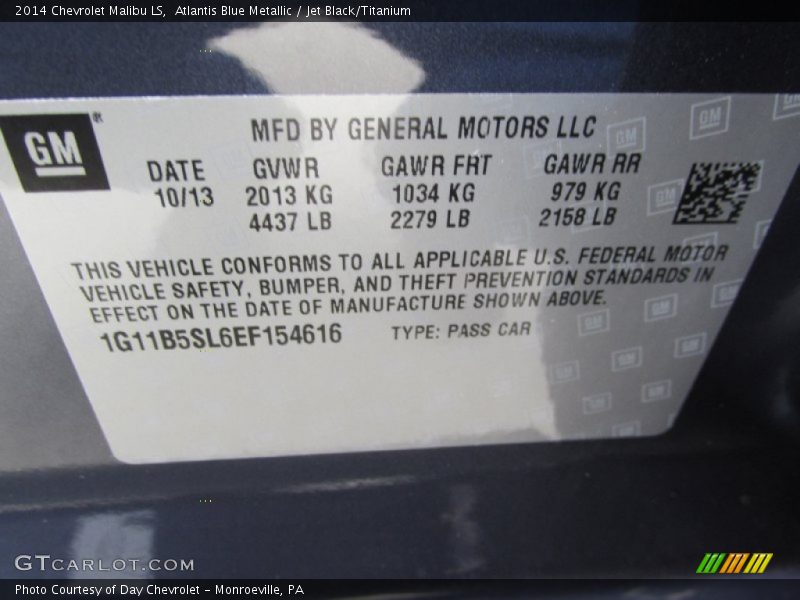 2014 Chevrolet Malibu LS,  Atlantis Blue Metallic / Jet Black/Titanium
GM®
MFD BY GENERAL MOTORS LLC
DATE GVWR GAWR FRT GAWR RR
10/13 2013 KG 1034 KG 979 KG
4437 LB 2279 LB 2158 LB
THIS VEHICLE CONFORMS TO ALL APPLICABLE U.S. FEDERAL MOTOR
VEHICLE SAFETY, BUMPER, AND THEFT PREVENTION STANDARDS IN
EFFECT ON THE DATE OF MANUFACTURE SHOWN ABOVE.
1G11B5SL6EF154616 TYPE: PASS CAR
GTCARLOT.COM
Photo Courtesy of Day Chevrolet – Monroeville, PA